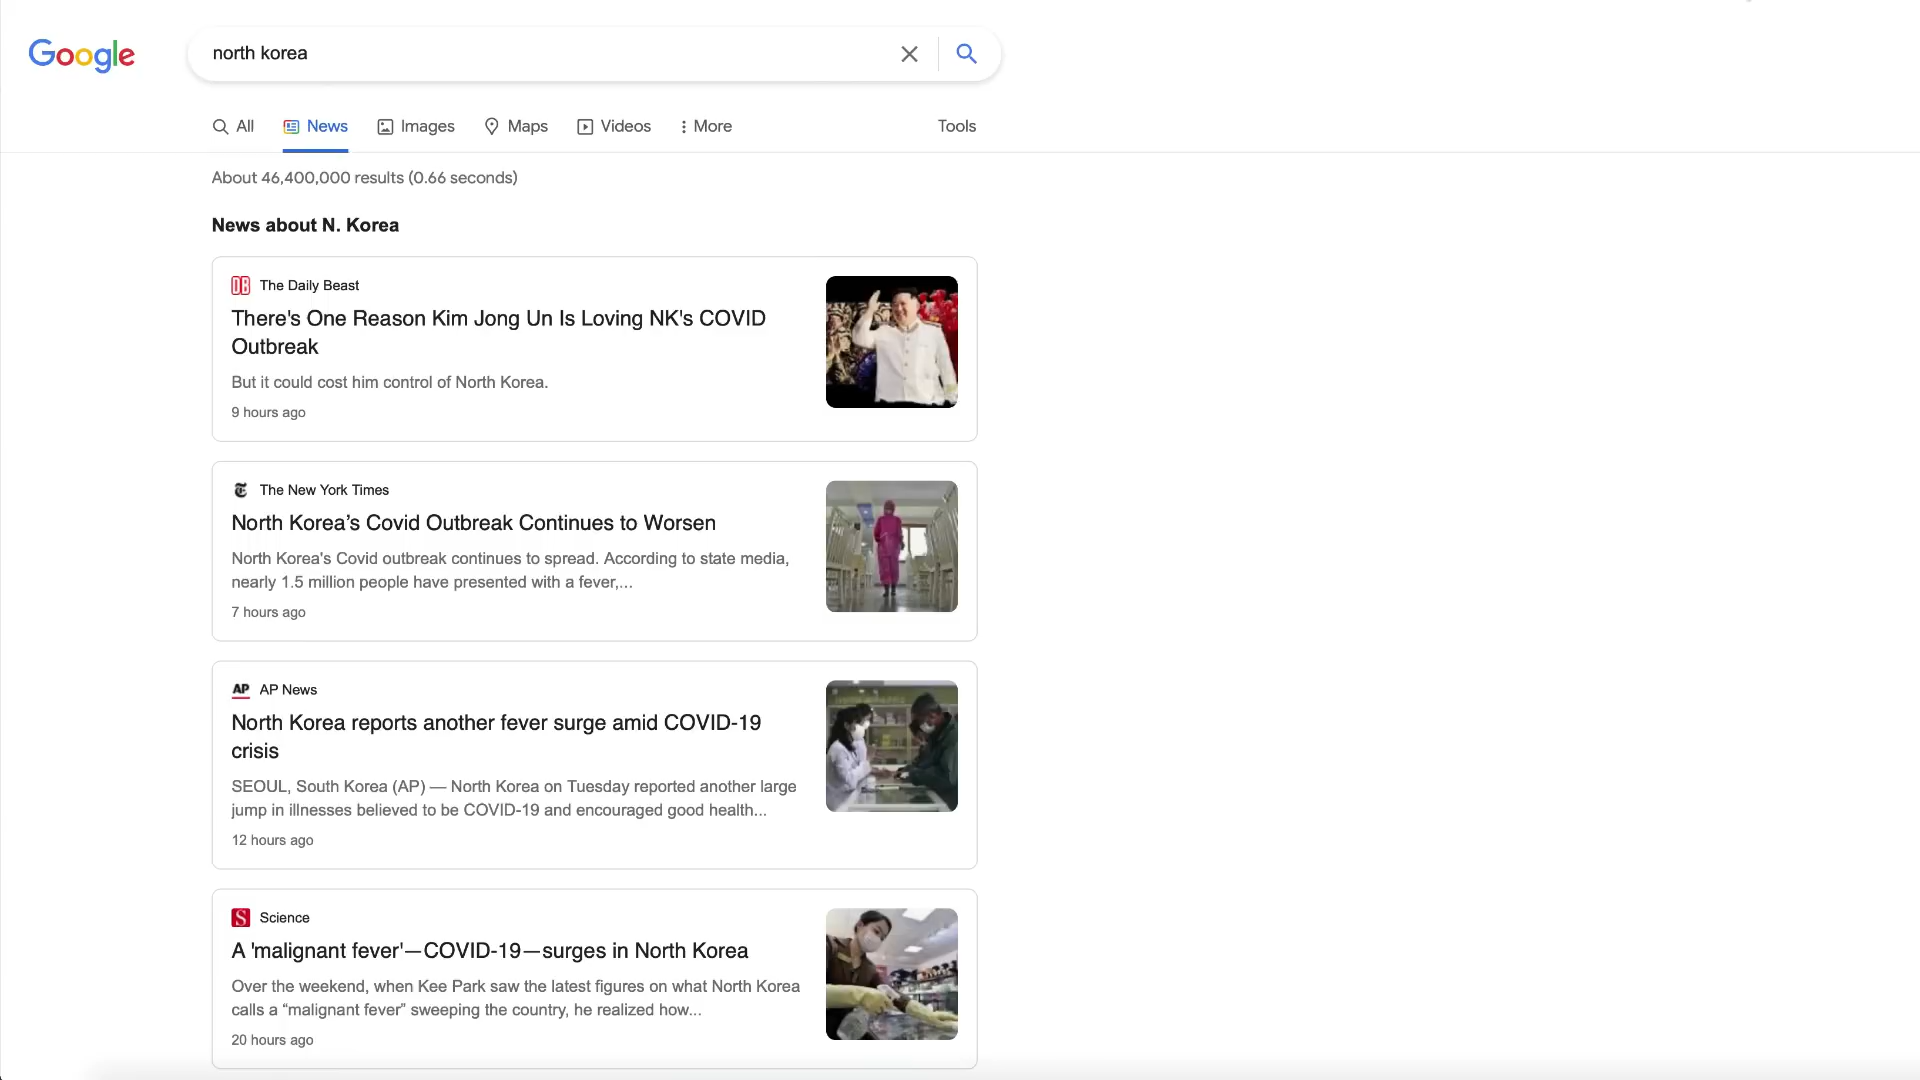 Google
north korea
All
News
Images
Maps
Videos
More
Tools
About 46,400,000 results (0.66 seconds)
News about N. Korea
DB The Daily Beast
There's One Reason Kim Jong Un Is Loving NK's COVID
Outbreak
But it could cost him control of North Korea.
9 hours ago
The New York Times
North Korea’s Covid Outbreak Continues to Worsen
North Korea's Covid outbreak continues to spread. According to state media,
nearly 1.5 million people have presented with a fever,...
7 hours ago
AP AP News
North Korea reports another fever surge amid COVID-19
crisis
SEOUL, South Korea (AP) — North Korea on Tuesday reported another large
jump in illnesses believed to be COVID-19 and encouraged good health...
12 hours ago
S Science
A 'malignant fever'—COVID-19—surges in North Korea
Over the weekend, when Kee Park saw the latest figures on what North Korea
calls a “malignant fever” sweeping the country, he realized how...
20 hours ago